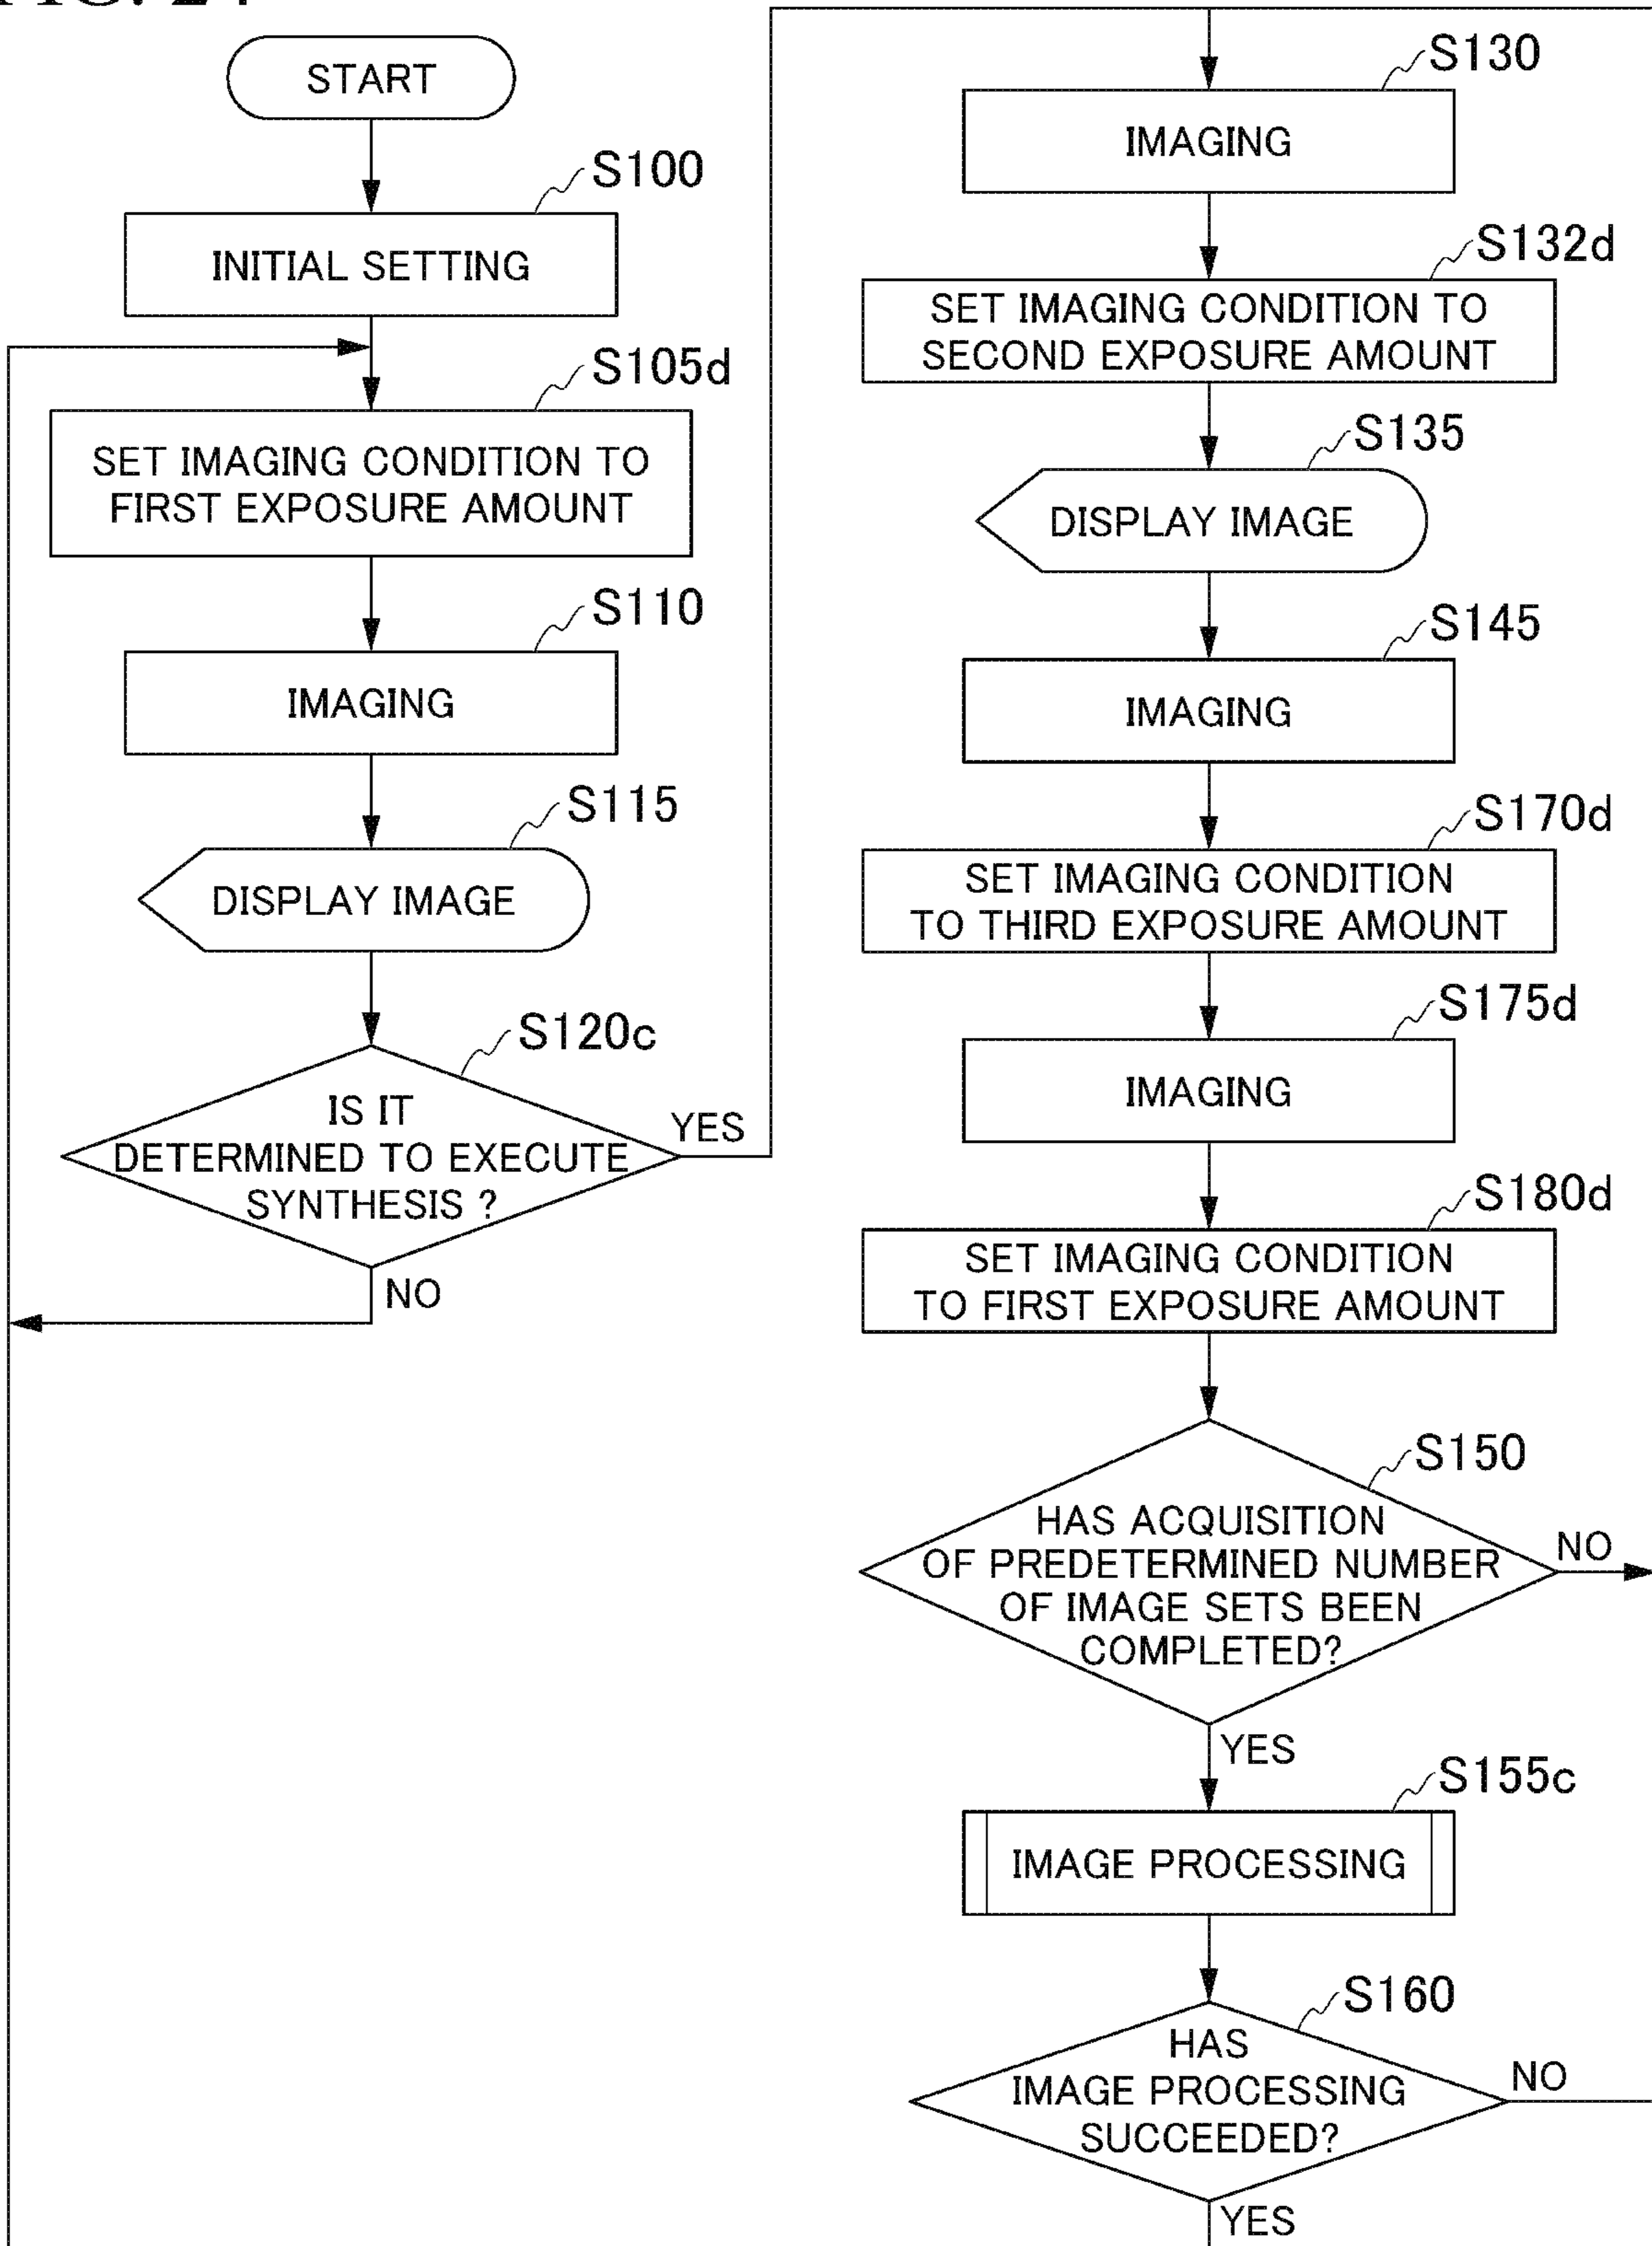 FIG. 24
START
S100
INITIAL SETTING
S105d
SET IMAGING CONDITION TO
FIRST EXPOSURE AMOUNT
S110
IMAGING
S115
DISPLAY IMAGE
S120c
IS IT
DETERMINED TO EXECUTE
SYNTHESIS ?
YES
NO
S130
IMAGING
S132d
SET IMAGING CONDITION TO
SECOND EXPOSURE AMOUNT
S135
DISPLAY IMAGE
S145
IMAGING
S170d
SET IMAGING CONDITION
TO THIRD EXPOSURE AMOUNT
S175d
IMAGING
S180d
SET IMAGING CONDITION
TO FIRST EXPOSURE AMOUNT
S150
HAS ACQUISITION
OF PREDETERMINED NUMBER
OF IMAGE SETS BEEN
COMPLETED?
NO
YES
S155c
IMAGE PROCESSING
S160
HAS
IMAGE PROCESSING
SUCCEEDED?
NO
YES